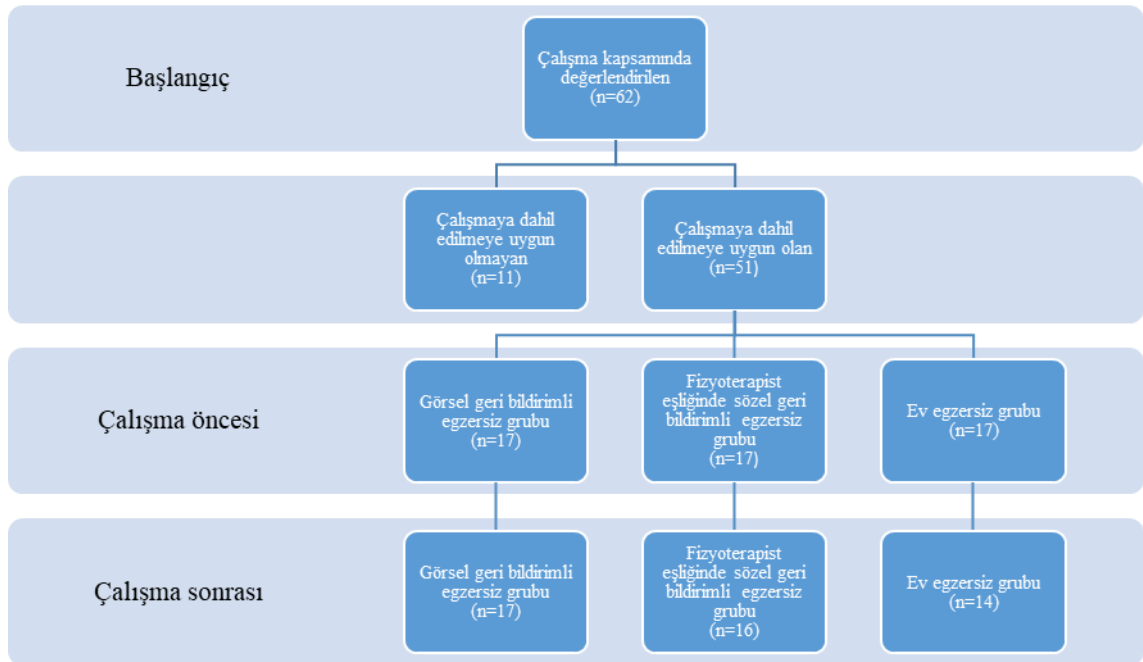 Başlangıç
Çalışma kapsamında
değerlendirilen
(n=62)
Çalışmaya dahil
edilmeye uygun
olmayan
(n=11)
Çalışmaya dahil
edilmeye uygun olan
(n=51)
Çalışma öncesi
Görsel geri bildirimli
egzersiz grubu
(n=17)
Fizyoterapist
eşliğinde sözel geri
bildirimli egzersiz
grubu
(n=17)
Ev egzersiz grubu
(n=17)
Çalışma sonrası
Görsel geri bildirimli
egzersiz grubu
(n=17)
Fizyoterapist
eşliğinde sözel geri
bildirimli egzersiz
grubu
(n=16)
Ev egzersiz grubu
(n=14)